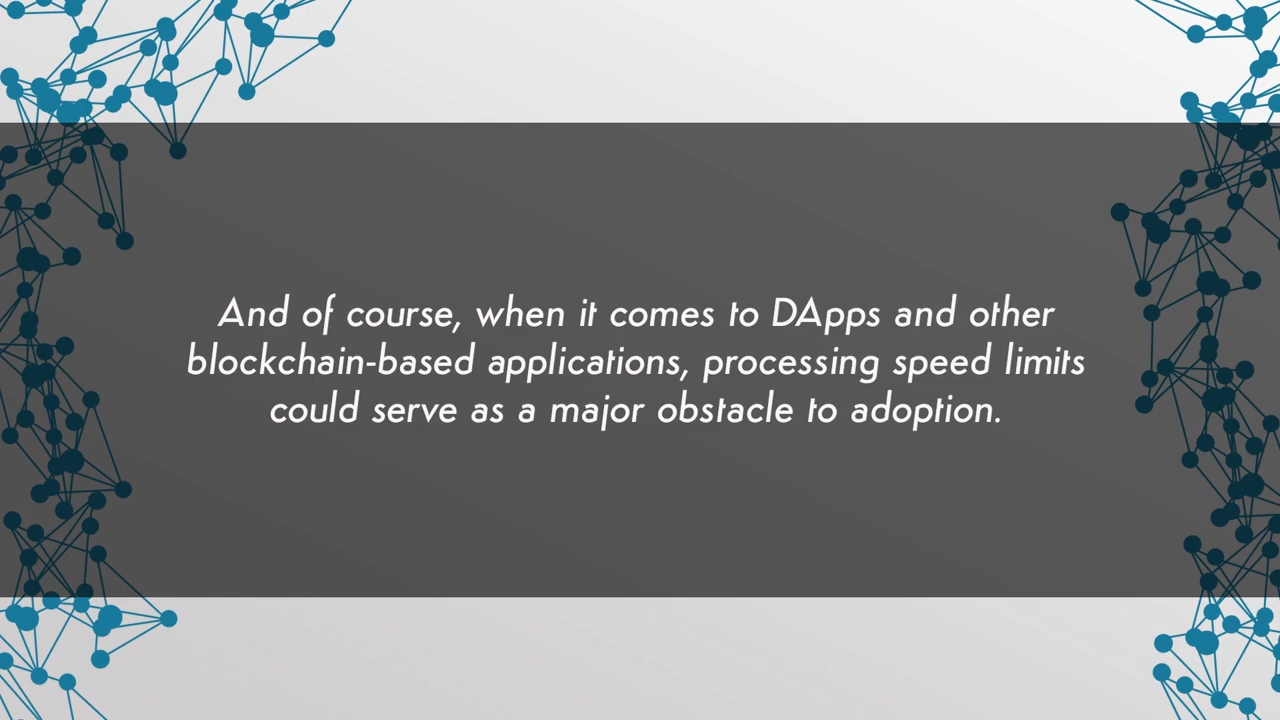 And of course, when it comes to DApps and other
blockchain-based applications, processing speed limits
could serve as a major obstacle to adoption.